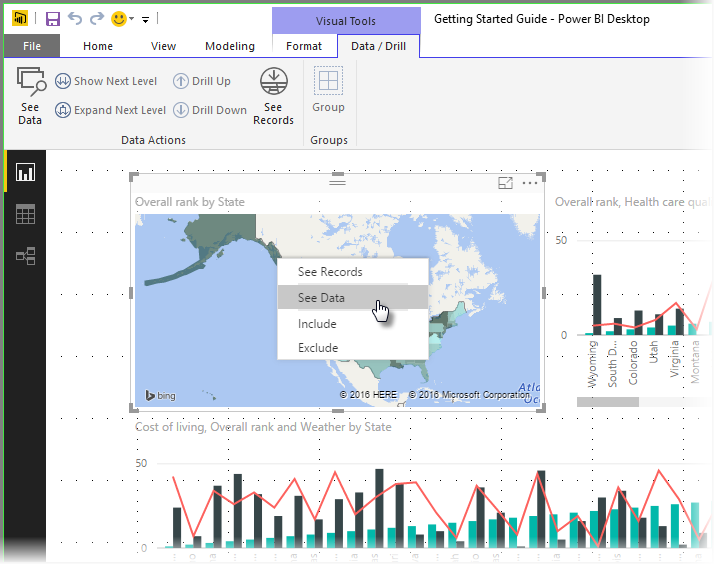 Visual Tools
Getting Started Guide - Power BI Desktop
File Home View Modeling Format Data / Drill
See Data
Show Next Level
Expand Next Level
Drill Up
Drill Down
See Records
Group
Data Actions
Groups
Overall rank by State
See Records
See Data
Include
Exclude
bing
© 2016 HERE © 2016 Microsoft Corporation
Overall rank, Health care qual
50
0
Wyoming
South D...
Colorado
Utah
Virginia
Montana
Cost of living, Overall rank and Weather by State
50
0